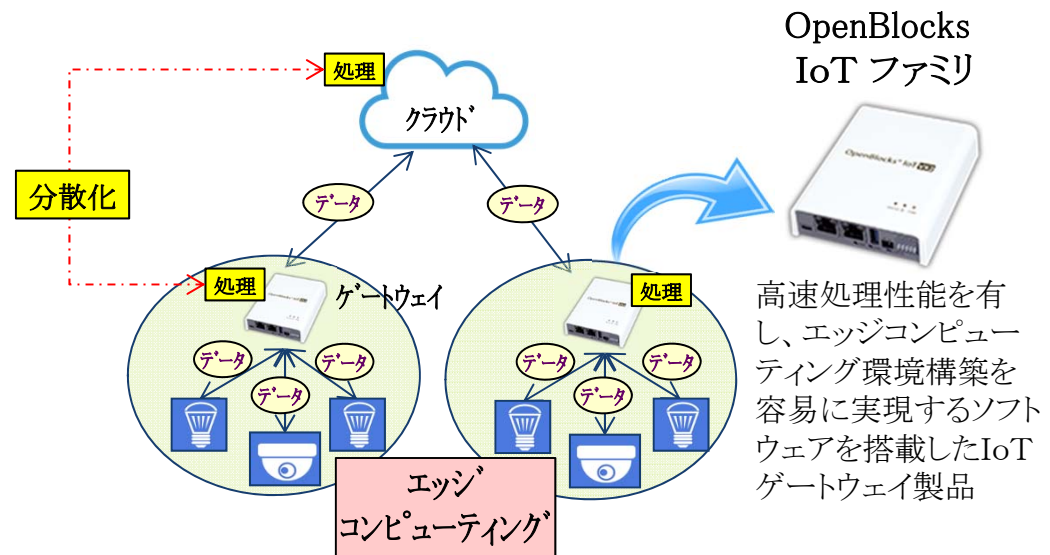 OpenBlocks
IoT ファミリ
処理
クラウド
OpenBlocks IoT VX2
分散化
データ
データ
処理
ゲートウェイ
処理
データ
データ
データ
データ
データ
データ
高速処理性能を有
し、エッジコンピュー
ティング環境構築を
容易に実現するソフト
ウェアを搭載したIoT
ゲートウェイ製品
エッジ
コンピューティング